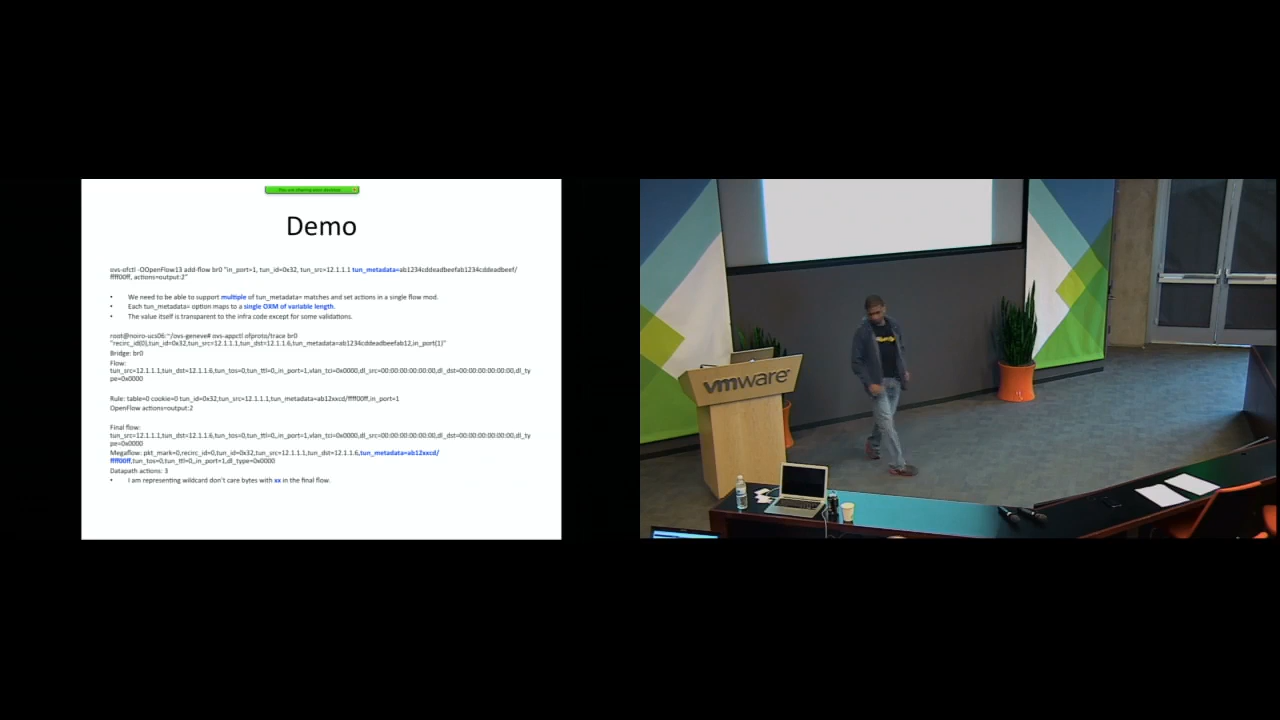 You are sharing your desktop
Demo
ovs-ofctl -OOpenFlow13 add-flow br0 "in_port=1, tun_id=0x32, tun_src=12.1.1.1 tun_metadata=ab1234cddeadbeefab1234cddeadbeef/
ffff00ff, actions=output:2"
• We need to be able to support multiple of tun_metadata= matches and set actions in a single flow mod.
• Each tun_metadata= option maps to a single OXM of variable length.
• The value itself is transparent to the infra code except for some validations.
root@noiro-ucs06:~/ovs-geneve# ovs-appctl ofproto/trace br0
"recirc_id(0),tun_id=0x32,tun_src=12.1.1.1,tun_dst=12.1.1.6,tun_metadata=ab1234cddeadbeefab12,in_port(1)"
Bridge: br0
Flow:
tun_src=12.1.1.1,tun_dst=12.1.1.6,tun_tos=0,tun_ttl=0,,in_port=1,vlan_tci=0x0000,dl_src=00:00:00:00:00:00,dl_dst=00:00:00:00:00:00,dl_ty
pe=0x0000
Rule: table=0 cookie=0 tun_id=0x32,tun_src=12.1.1.1,tun_metadata=ab12xxcd/ffff00ff,in_port=1
OpenFlow actions=output:2
Final flow:
tun_src=12.1.1.1,tun_dst=12.1.1.6,tun_tos=0,tun_ttl=0,,in_port=1,vlan_tci=0x0000,dl_src=00:00:00:00:00:00,dl_dst=00:00:00:00:00:00,dl_ty
pe=0x0000
Megaflow: pkt_mark=0,recirc_id=0,tun_id=0x32,tun_src=12.1.1.1,tun_dst=12.1.1.6,tun_metadata=ab12xxcd/
ffff00ff,tun_tos=0,tun_ttl=0,,in_port=1,dl_type=0x0000
Datapath actions: 3
• I am representing wildcard don't care bytes with xx in the final flow.
vmware